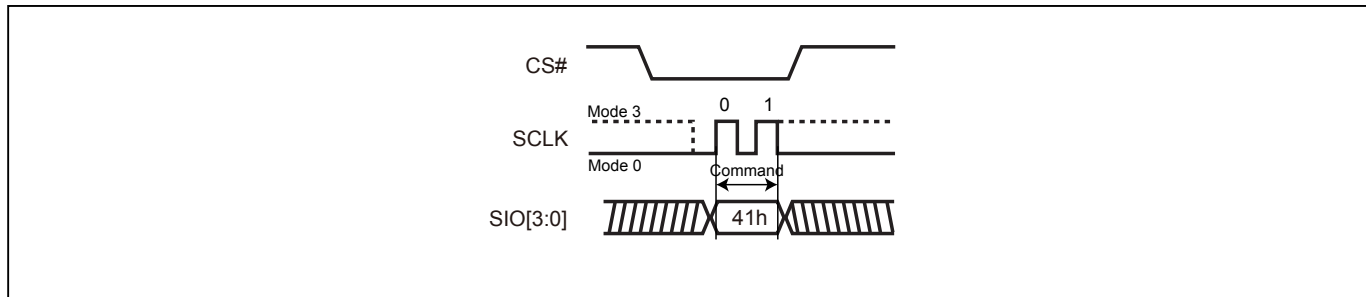 CS#
Mode 3
0 1
SCLK
Mode 0
Command
SIO[3:0]
41h